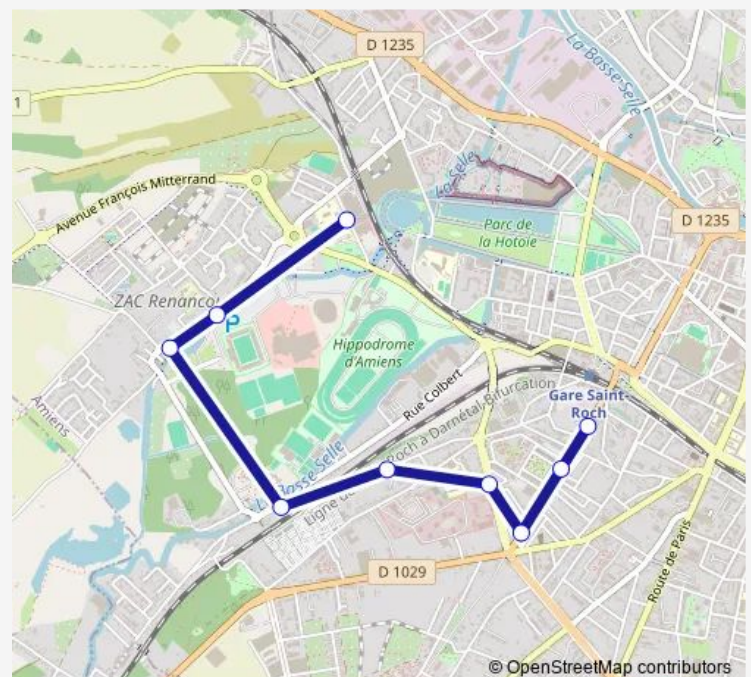 D 1235
La Basse-Selle
1
La Selle
Avenue François Mitterrand
Parc de
la Hotoie
D 1235
ZAC Renancou
P
Hippodrome
d'Amiens
Rue Colbert
Gare Saint-
Roch
Amiens
Roch à Darnétal-Bifurcation
La Basse-Selle
Ligne de
Route de Paris
D 1029
© OpenStreetMap contributors